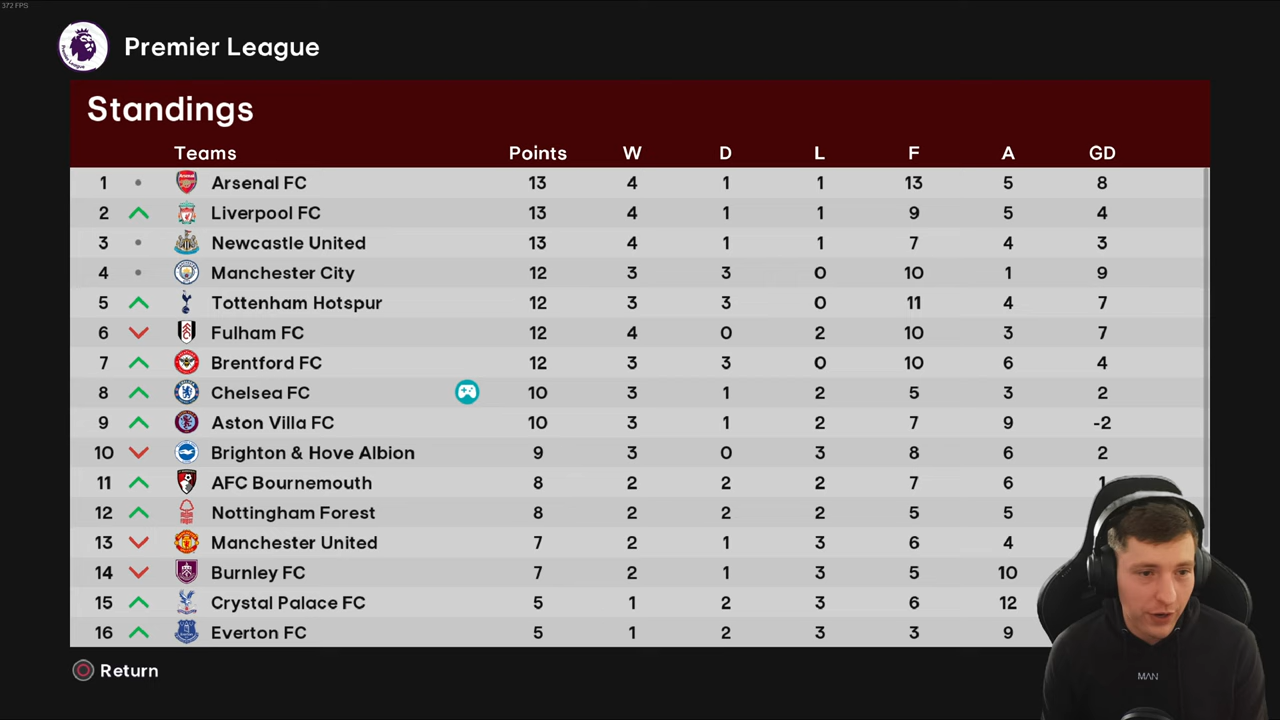 372 FPS
Premier League
Standings
Teams Points W D L F A GD
1 Arsenal FC 13 4 1 1 13 5 8
2 Liverpool FC 13 4 1 1 9 5 4
3 Newcastle United 13 4 1 1 7 4 3
4 Manchester City 12 3 3 0 10 1 9
5 Tottenham Hotspur 12 3 3 0 11 4 7
6 Fulham FC 12 4 0 2 10 3 7
7 Brentford FC 12 3 3 0 10 6 4
8 Chelsea FC 10 3 1 2 5 3 2
9 Aston Villa FC 10 3 1 2 7 9 -2
10 Brighton & Hove Albion 9 3 0 3 8 6 2
11 AFC Bournemouth 8 2 2 2 7 6 1
12 Nottingham Forest 8 2 2 2 5 5
13 Manchester United 7 2 1 3 6 4
14 Burnley FC 7 2 1 3 5 10
15 Crystal Palace FC 5 1 2 3 6 12
16 Everton FC 5 1 2 3 3 9
Return
MAN